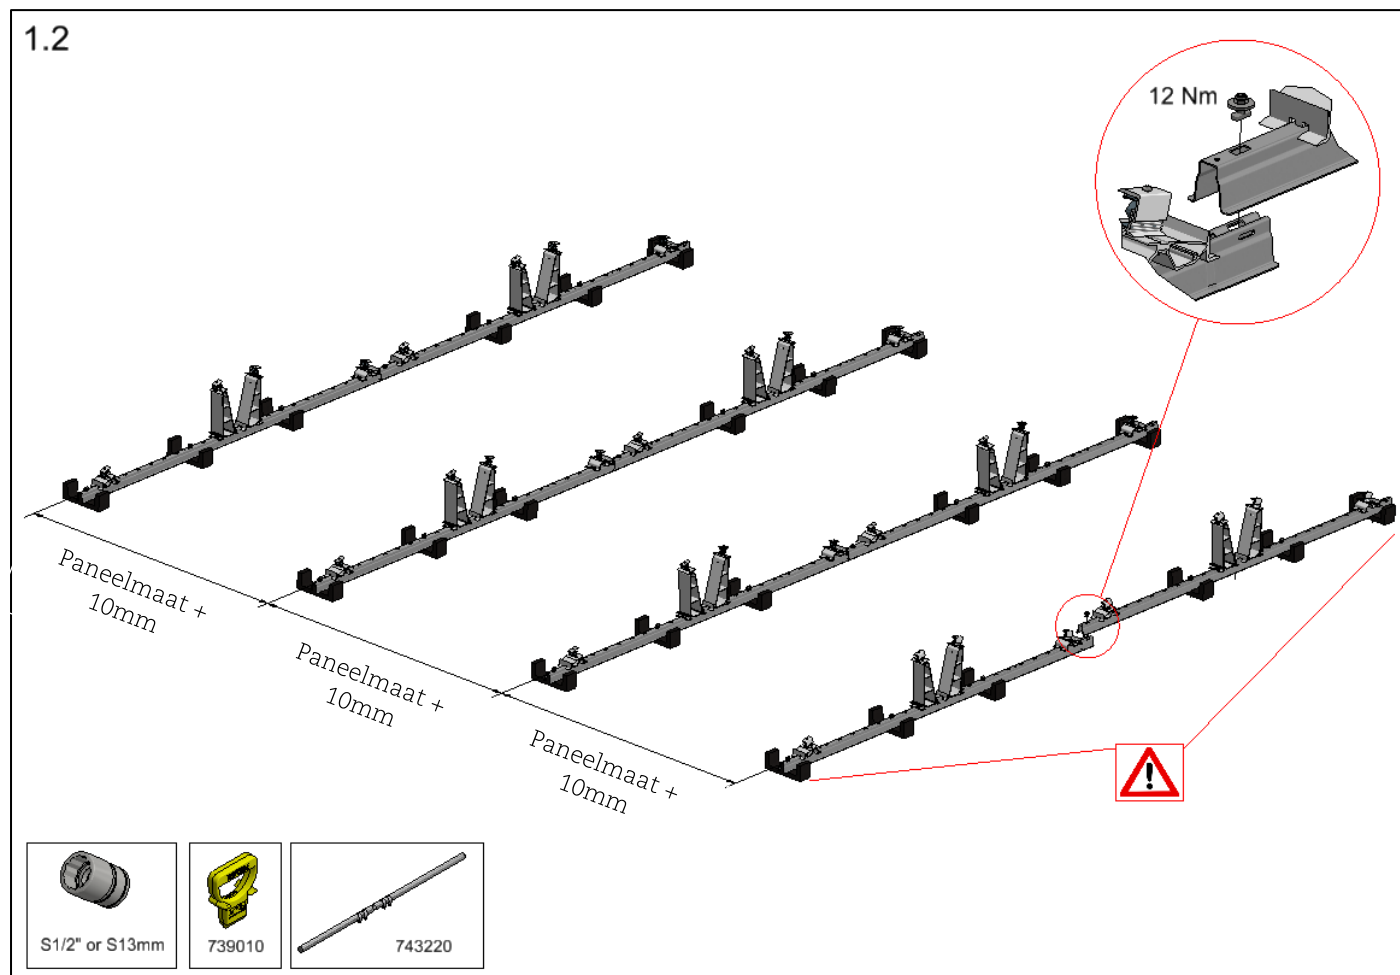 1.2
12 Nm
Paneelmaat +
10mm
Paneelmaat +
10mm
Paneelmaat +
10mm
S1/2" or S13mm
739010
743220